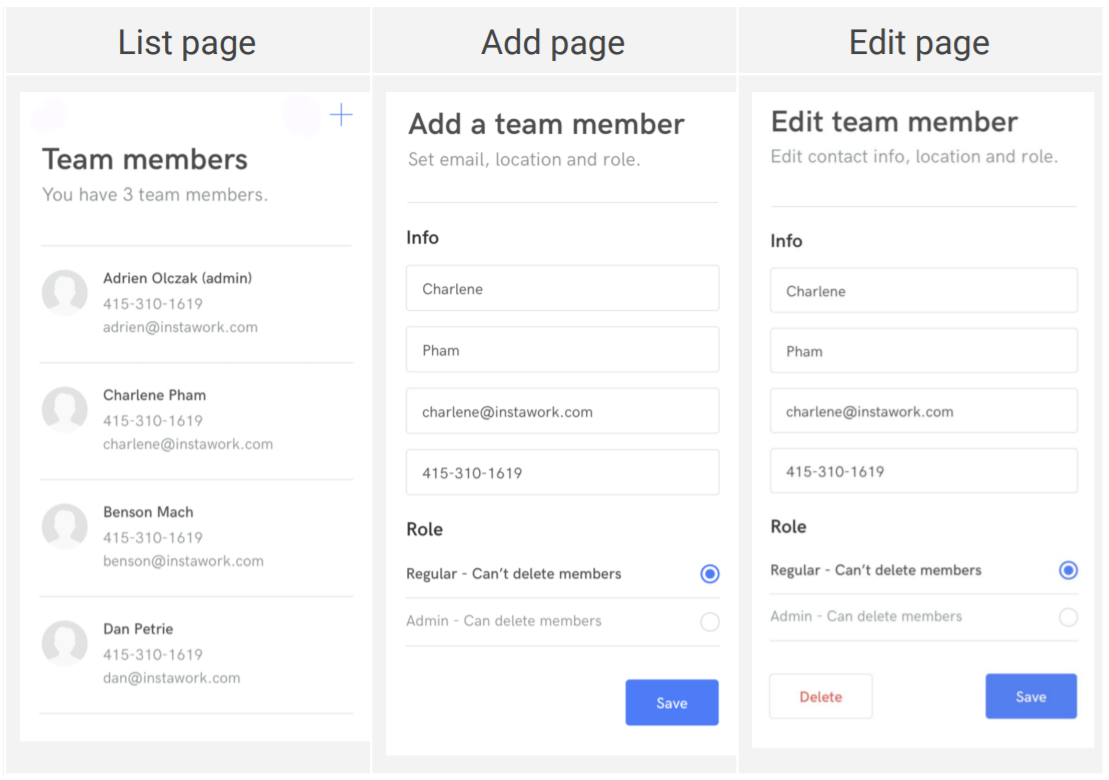 List page
Add page
Edit page
Team members
You have 3 team members.
Adrien Olczak (admin)
415-310-1619
adrien@instawork.com
Charlene Pham
415-310-1619
charlene@instawork.com
Benson Mach
415-310-1619
benson@instawork.com
Dan Petrie
415-310-1619
dan@instawork.com
Add a team member
Set email, location and role.
Info
Charlene
Pham
charlene@instawork.com
415-310-1619
Role
Regular - Can't delete members
Admin - Can delete members
Save
Edit team member
Edit contact info, location and role.
Info
Charlene
Pham
charlene@instawork.com
415-310-1619
Role
Regular - Can't delete members
Admin - Can delete members
Delete
Save